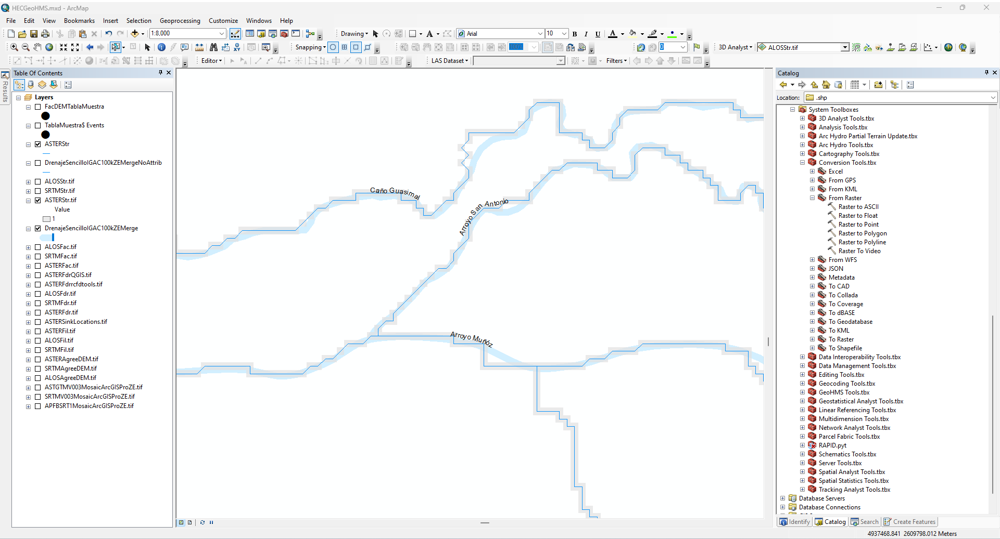 HECGeoHMS.mxd - ArcMap
File Edit View Bookmarks Insert Selection Geoprocessing Customize Windows Help
1:8,000
Drawing
A
Arial
10
B I U A
Snapping
100%
0
3D Analyst
ALOSStr.tif
Editor
LAS Dataset
Filters
Results
Table Of Contents
Layers
FacDEMTablaMuestra
TablaMuestra$ Events
ASTERStr
DrenajeSencilloIGAC100kZEMergeNoAttrib
ALOSStr.tif
SRTMStr.tif
ASTERStr.tif
Value
1
DrenajeSencilloIGAC100kZEMerge
ALOSFac.tif
SRTMFac.tif
ASTERFac.tif
ASTERFdrQGIS.tif
ASTERFdrrcfdtools.tif
ALOSFdr.tif
SRTMFdr.tif
ASTERFdr.tif
ASTERSinkLocations.tif
ASTERFil.tif
ALOSFil.tif
SRTMFil.tif
ASTERAgreeDEM.tif
SRTMAgreeDEM.tif
ALOSAgreeDEM.tif
ASTGTMV003MosaicArcGISProZE.tif
SRTMV003MosaicArcGISProZE.tif
APFBSRT1MosaicArcGISProZE.tif
Caño Guasimal
Arroyo San Antonio
Arroyo Muñóz
Catalog
Location: .shp
System Toolboxes
3D Analyst Tools.tbx
Analysis Tools.tbx
Arc Hydro Partial Terrain Update.tbx
Arc Hydro Tools.tbx
Cartography Tools.tbx
Conversion Tools.tbx
Excel
From GPS
From KML
From Raster
Raster to ASCII
Raster to Float
Raster to Point
Raster to Polygon
Raster to Polyline
Raster To Video
From WFS
JSON
Metadata
To CAD
To Collada
To Coverage
To dBASE
To Geodatabase
To KML
To Raster
To Shapefile
Data Interoperability Tools.tbx
Data Management Tools.tbx
Editing Tools.tbx
Geocoding Tools.tbx
GeoHMS Tools.tbx
Geostatistical Analyst Tools.tbx
Linear Referencing Tools.tbx
Multidimension Tools.tbx
Network Analyst Tools.tbx
Parcel Fabric Tools.tbx
RAPID.pyt
Schematics Tools.tbx
Server Tools.tbx
Spatial Analyst Tools.tbx
Spatial Statistics Tools.tbx
Tracking Analyst Tools.tbx
Database Servers
Database Connections
Identify Catalog Search Create Features
4937468.841 2609798.012 Meters